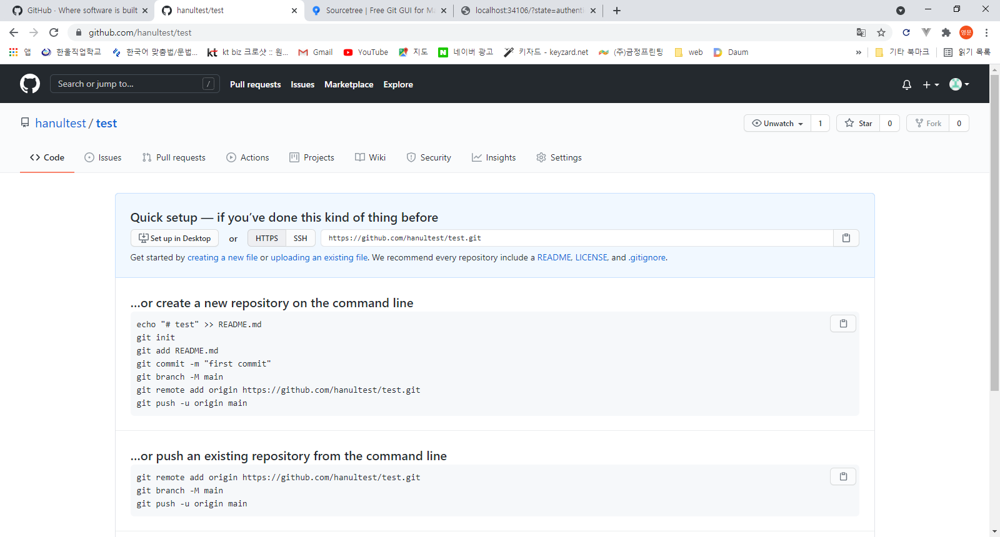 GitHub · Where software is built
hanultest/test
Sourcetree | Free Git GUI for Ma
localhost:34106/?state=authenti
github.com/hanultest/test
앱
한울직업학교
한국어 맞춤법/문법...
kt biz 크로샷 :: 원...
Gmail
YouTube
지도
네이버 광고
키자드 - keyzard.net
(주)금정프린팅
web
Daum
»
기타 북마크
읽기 목록
영문
Search or jump to...
/
Pull requests
Issues
Marketplace
Explore
hanultest / test
Unwatch
1
Star
0
Fork
0
Code
Issues
Pull requests
Actions
Projects
Wiki
Security
Insights
Settings
Quick setup — if you’ve done this kind of thing before
Set up in Desktop
or
HTTPS
SSH
https://github.com/hanultest/test.git
Get started by creating a new file or uploading an existing file. We recommend every repository include a README, LICENSE, and .gitignore.
…or create a new repository on the command line
echo "# test" >> README.md
git init
git add README.md
git commit -m "first commit"
git branch -M main
git remote add origin https://github.com/hanultest/test.git
git push -u origin main
…or push an existing repository from the command line
git remote add origin https://github.com/hanultest/test.git
git branch -M main
git push -u origin main